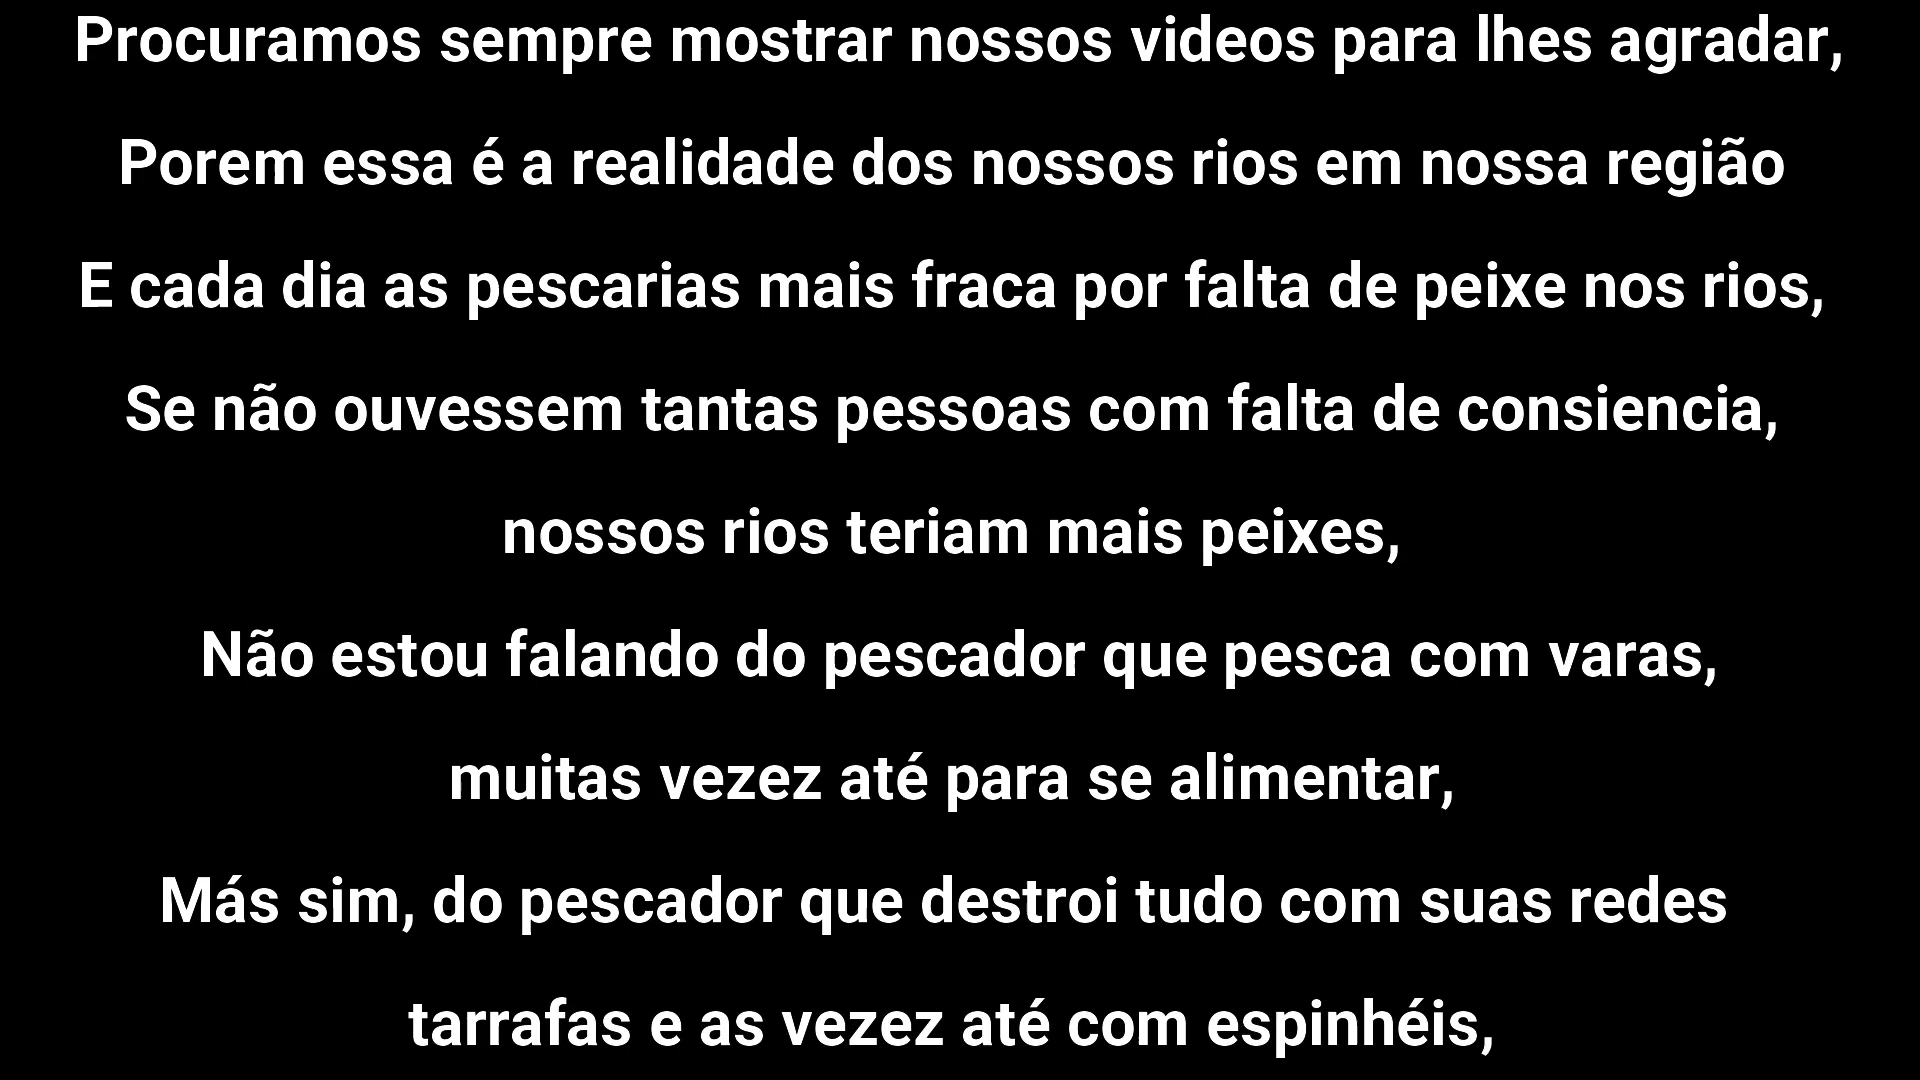 Procuramos sempre mostrar nossos videos para lhes agradar,
Porem essa é a realidade dos nossos rios em nossa região
E cada dia as pescarias mais fraca por falta de peixe nos rios,
Se não ouvessem tantas pessoas com falta de consiencia,
nossos rios teriam mais peixes,
Não estou falando do pescador que pesca com varas,
muitas vezez até para se alimentar,
Más sim, do pescador que destroi tudo com suas redes
tarrafas e as vezez até com espinhéis,